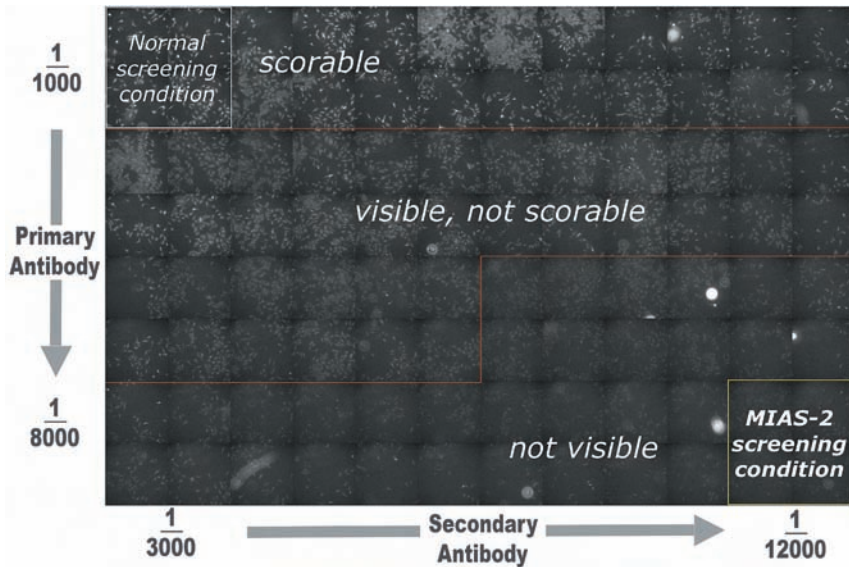 1
1000
Normal
screening
condition
scorable
visible, not scorable
Primary
Antibody
1
8000
not visible
MIAS-2
screening
condition
1
3000
Secondary
Antibody
1
12000